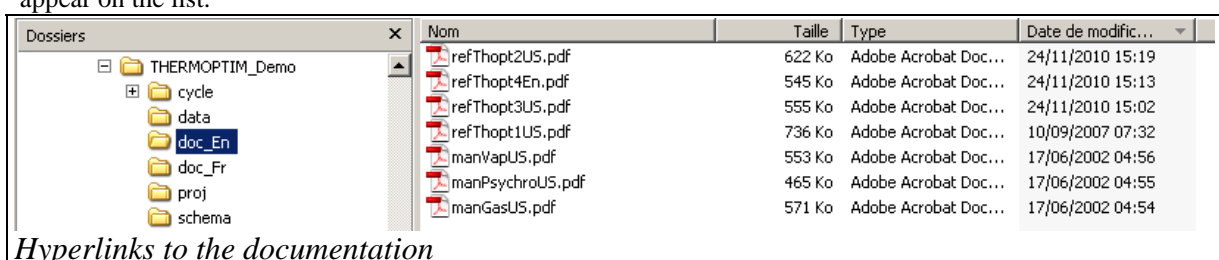 appear on the list.
Dossiers
THERMOPTIM_Demo
cycle
data
doc_En
doc_Fr
proj
schema
Nom Taille Type Date de modific...
refThopt2US.pdf 622 Ko Adobe Acrobat Doc... 24/11/2010 15:19
refThopt4En.pdf 545 Ko Adobe Acrobat Doc... 24/11/2010 15:13
refThopt3US.pdf 555 Ko Adobe Acrobat Doc... 24/11/2010 15:02
refThopt1US.pdf 736 Ko Adobe Acrobat Doc... 10/09/2007 07:32
manVapUS.pdf 553 Ko Adobe Acrobat Doc... 17/06/2002 04:56
manPsychroUS.pdf 465 Ko Adobe Acrobat Doc... 17/06/2002 04:55
manGasUS.pdf 571 Ko Adobe Acrobat Doc... 17/06/2002 04:54
Hyperlinks to the documentation